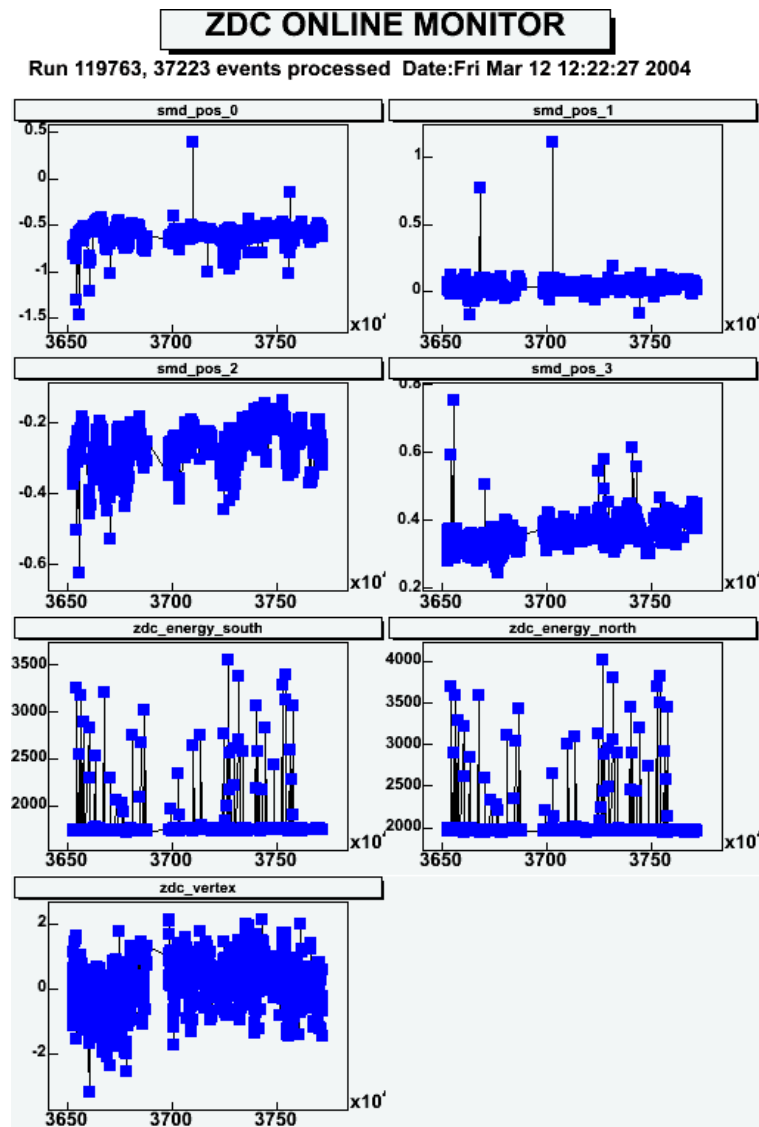 ZDC ONLINE MONITOR
Run 119763, 37223 events processed Date:Fri Mar 12 12:22:27 2004
smd_pos_0
0.5
0
-0.5
-1
-1.5
3650 3700 3750
smd_pos_1
1
0.5
0
3650 3700 3750
smd_pos_2
-0.2
-0.4
-0.6
3650 3700 3750
smd_pos_3
0.8
0.6
0.4
0.2
3650 3700 3750
zdc_energy_south
3500
3000
2500
2000
3650 3700 3750
zdc_energy_north
4000
3500
3000
2500
2000
3650 3700 3750
zdc_vertex
2
0
-2
3650 3700 3750